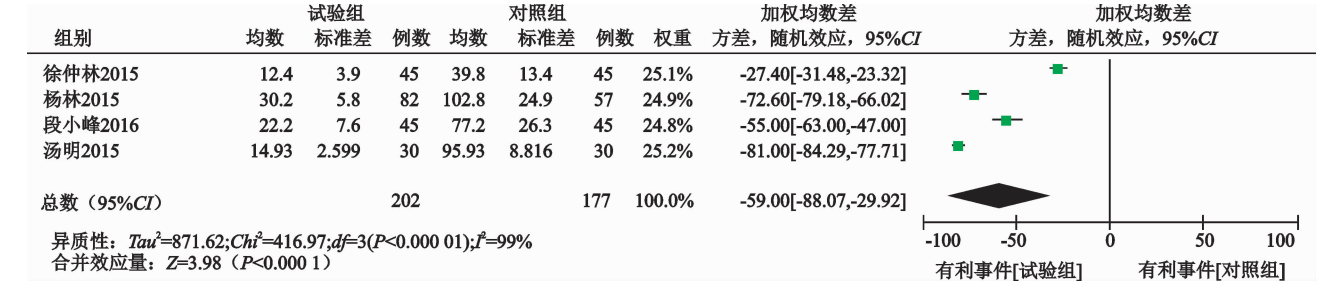 试验组 对照组 加权均数差 加权均数差
组别 均数 标准差 例数 均数 标准差 例数 权重 方差，随机效应，95%CI 方差，随机效应，95%CI
徐仲林2015 12.4 3.9 45 39.8 13.4 45 25.1% -27.40[-31.48,-23.32]
杨林2015 30.2 5.8 82 102.8 24.9 57 24.9% -72.60[-79.18,-66.02]
段小峰2016 22.2 7.6 45 77.2 26.3 45 24.8% -55.00[-63.00,-47.00]
汤明2015 14.93 2.599 30 95.93 8.816 30 25.2% -81.00[-84.29,-77.71]
总数（95%CI） 202 177 100.0% -59.00[-88.07,-29.92]
异质性：Tau²=871.62;Chi²=416.97;df=3(P<0.000 01);I²=99%
合并效应量：Z=3.98（P<0.000 1）
-100 -50 0 50 100
有利事件[试验组] 有利事件[对照组]